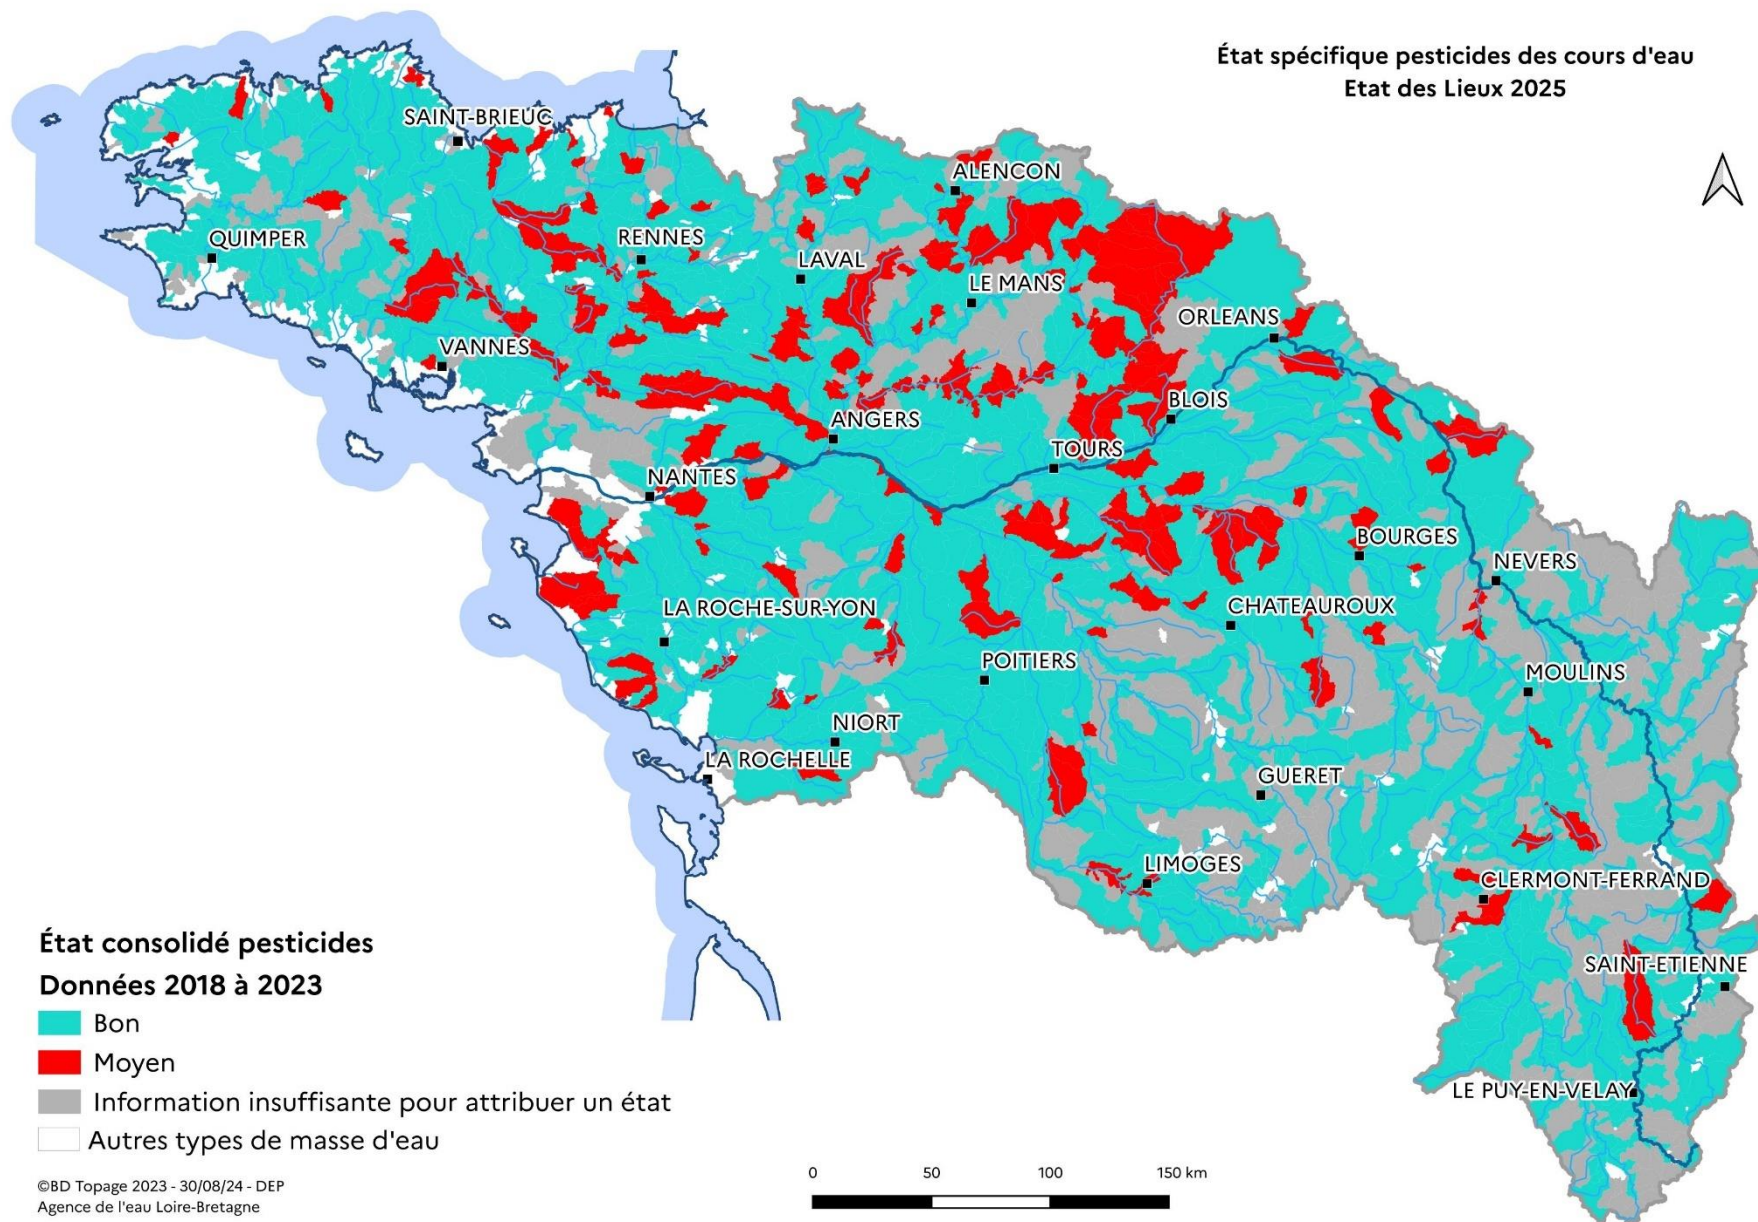 État spécifique pesticides des cours d'eau
Etat des Lieux 2025
SAINT-BRIEUC
ALENCON
QUIMPER
RENNES
LAVAL
LE MANS
ORLEANS
VANNES
BLOIS
ANGERS
TOURS
NANTES
BOURGES
NEVERS
LA ROCHE-SUR-YON
CHATEAUROUX
POITIERS
MOULINS
NIORT
LA ROCHELLE
GUERET
LIMOGES
CLERMONT-FERRAND
SAINT-ETIENNE
LE PUY-EN-VELAY
État consolidé pesticides
Données 2018 à 2023
Bon
Moyen
Information insuffisante pour attribuer un état
Autres types de masse d'eau
0 50 100 150 km
©BD Topage 2023 - 30/08/24 - DEP
Agence de l'eau Loire-Bretagne